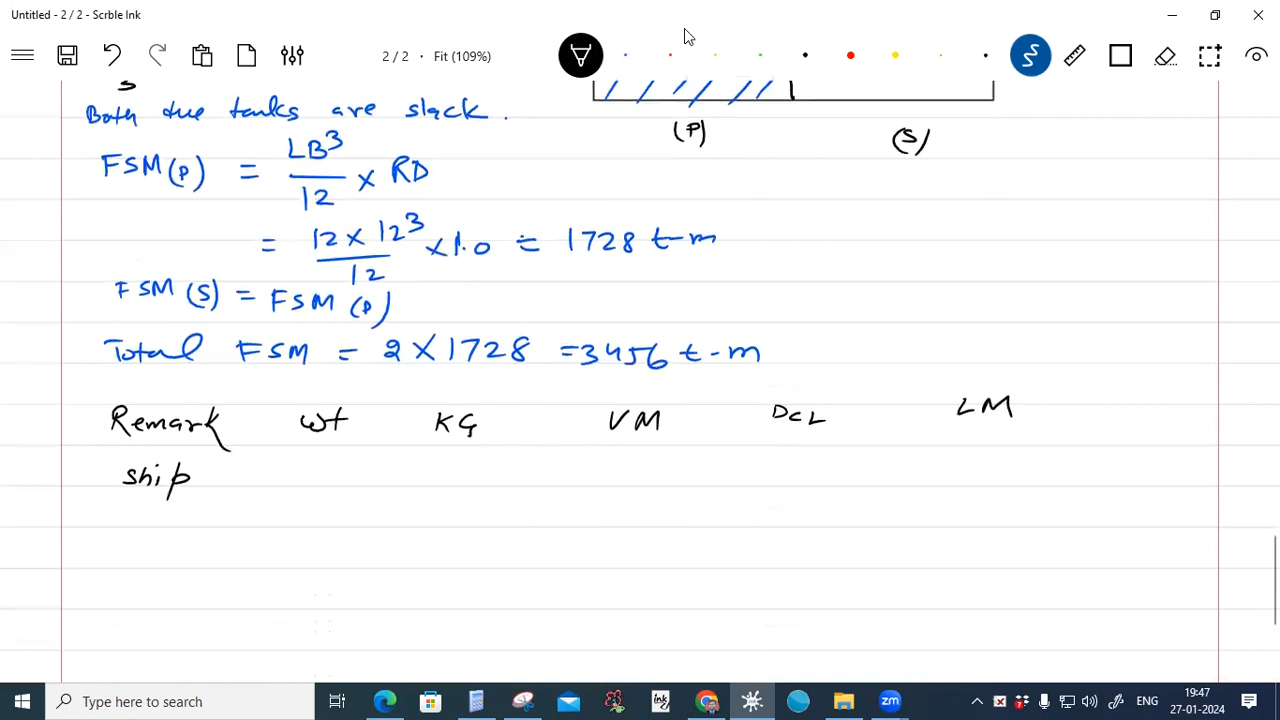 Untitled - 2 / 2 - Scrble Ink
2 / 2 • Fit (109%)
s
Both the tanks are slack.
(P) (S)
FSM(P) = LB³/12 × RD
= 12 × 12³/12 × 1.0 = 1728 t-m
FSM (S) = FSM (P)
Total FSM = 2 × 1728 = 3456 t-m
Remark wt KG VM DCL LM
ship
Type here to search
ink
zm
ENG
19:47
27-01-2024